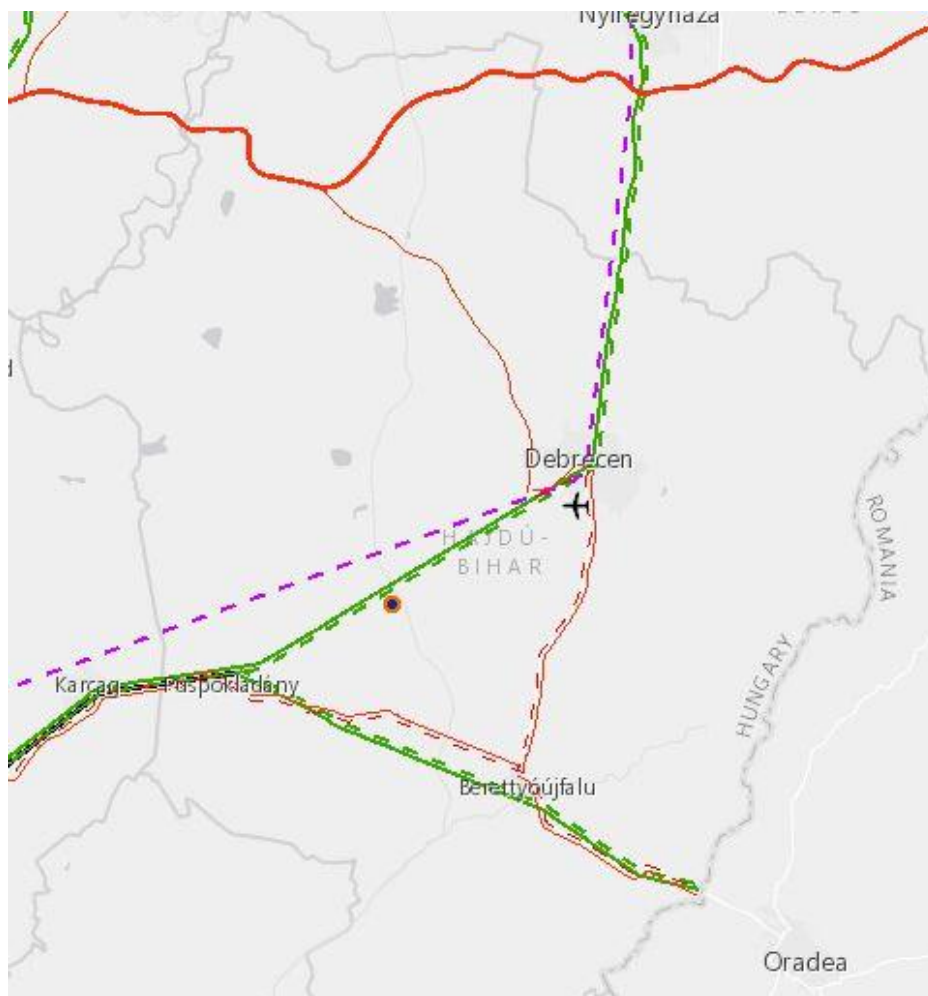 Nyíregyháza
Debrecen
HAJDÚ-
BIHAR
ROMANIA
HUNGARY
Karcag
Püspökladány
Berettyóújfalu
Oradea